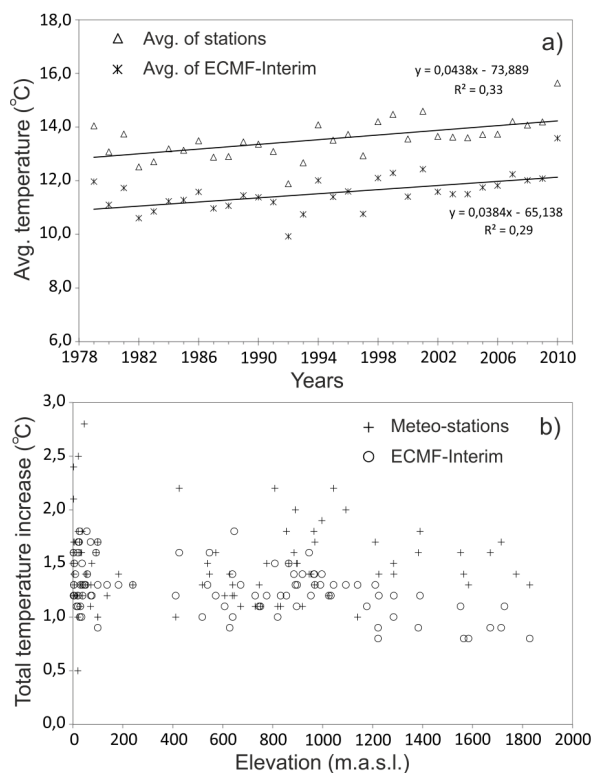 a)
Avg. of stations
Avg. of ECMF-Interim
y = 0,0438x - 73,889
R² = 0,33
y = 0,0384x - 65,138
R² = 0,29
Avg. temperature (°C)
18,0
16,0
14,0
12,0
10,0
8,0
6,0
1978 1982 1986 1990 1994 1998 2002 2006 2010
Years
b)
Meteo-stations
ECMF-Interim
Total temperature increase (°C)
3,0
2,5
2,0
1,5
1,0
0,5
0,0
0 200 400 600 800 1000 1200 1400 1600 1800 2000
Elevation (m.a.s.l.)